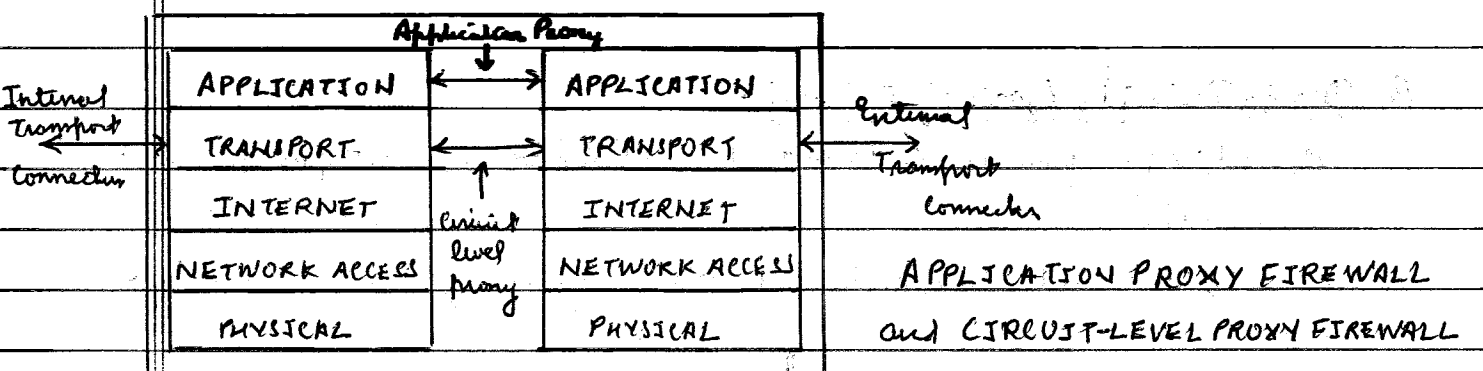 Application Proxy
APPLICATION
APPLICATION
Internal
Transport
Connection
External
Transport
Connection
TRANSPORT
TRANSPORT
INTERNET
INTERNET
Circuit
level
proxy
NETWORK ACCESS
NETWORK ACCESS
PHYSICAL
PHYSICAL
APPLICATION PROXY FIREWALL
and CIRCUIT-LEVEL PROXY FIREWALL